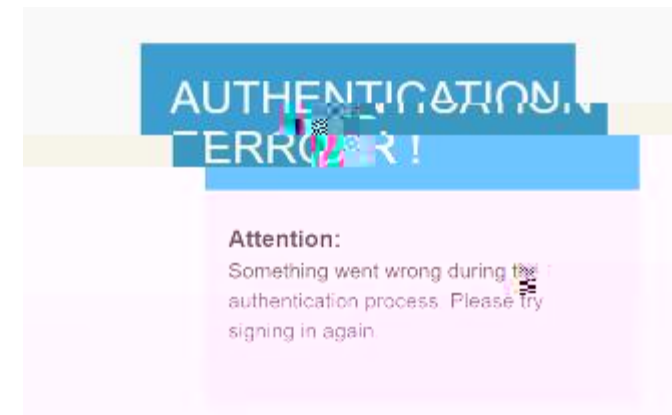 AUTHENTICATION
ERROR !
Attention:
Something went wrong during the
authentication process. Please try
signing in again